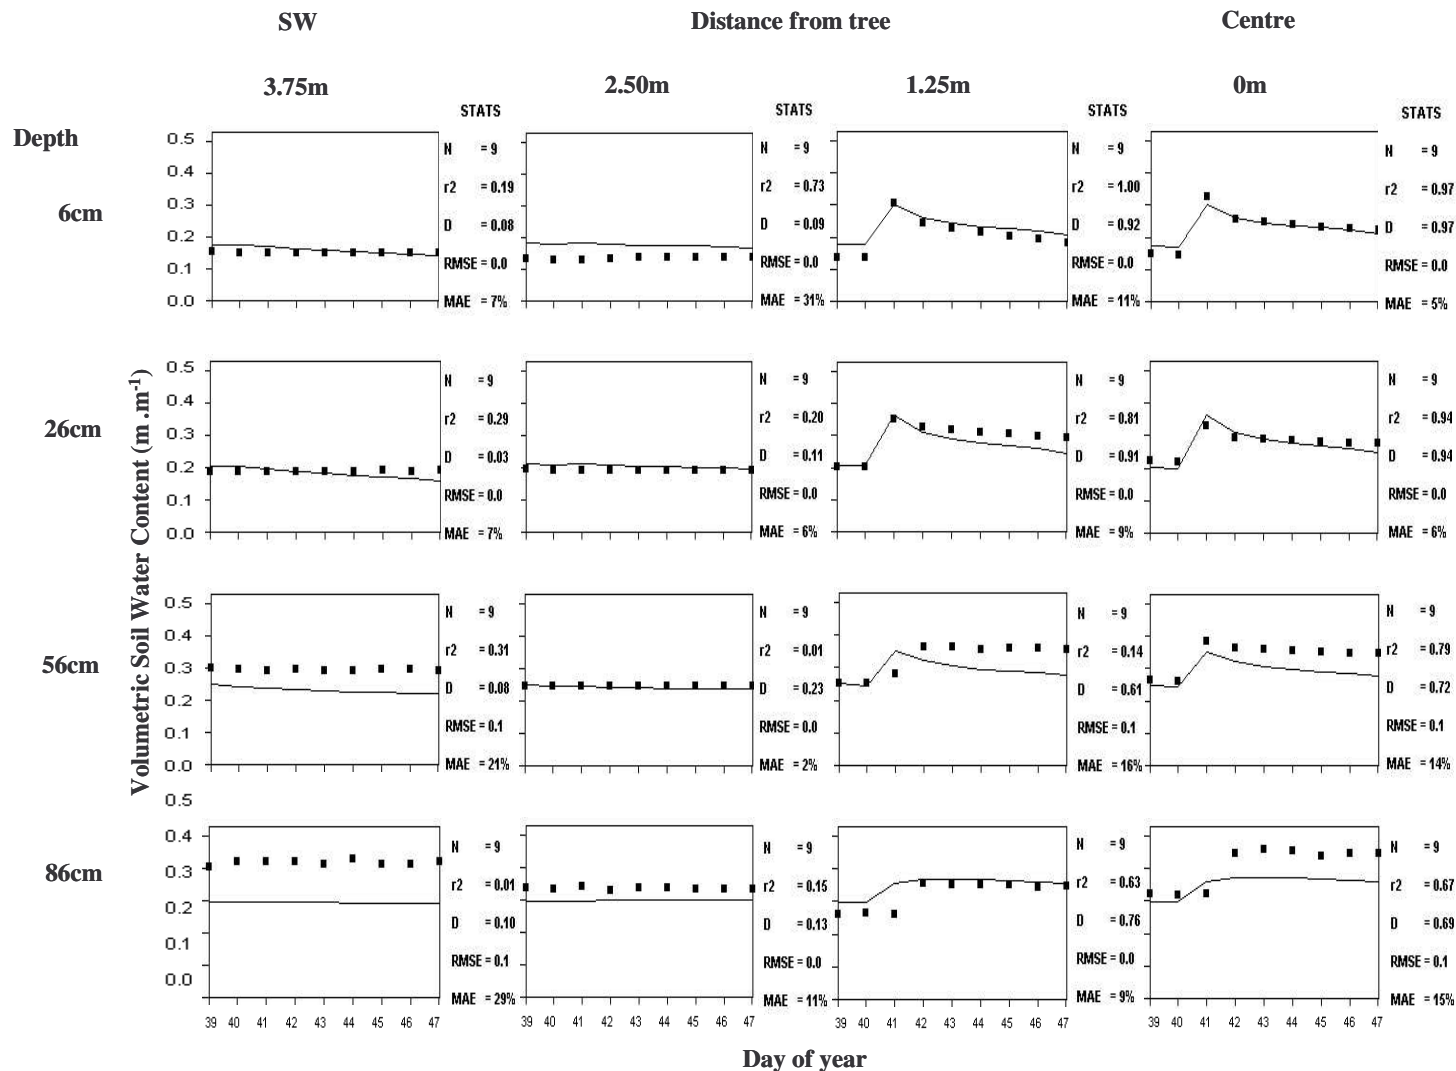 SW Distance from tree Centre
3.75m 2.50m 1.25m 0m
STATS STATS STATS STATS
Depth
6cm
0.5
0.4
0.3
0.2
0.1
0.0
N = 9
r2 = 0.19
D = 0.08
RMSE = 0.0
MAE = 7%
N = 9
r2 = 0.73
D = 0.09
RMSE = 0.0
MAE = 31%
N = 9
r2 = 1.00
D = 0.92
RMSE = 0.0
MAE = 11%
N = 9
r2 = 0.97
D = 0.97
RMSE = 0.0
MAE = 5%
Volumetric Soil Water Content (m .m-1)
26cm
0.5
0.4
0.3
0.2
0.1
0.0
N = 9
r2 = 0.29
D = 0.03
RMSE = 0.0
MAE = 7%
N = 9
r2 = 0.20
D = 0.11
RMSE = 0.0
MAE = 6%
N = 9
r2 = 0.81
D = 0.91
RMSE = 0.0
MAE = 9%
N = 9
r2 = 0.94
D = 0.94
RMSE = 0.0
MAE = 6%
56cm
0.5
0.4
0.3
0.2
0.1
0.0
N = 9
r2 = 0.31
D = 0.08
RMSE = 0.1
MAE = 21%
N = 9
r2 = 0.01
D = 0.23
RMSE = 0.0
MAE = 2%
N = 9
r2 = 0.14
D = 0.61
RMSE = 0.1
MAE = 16%
N = 9
r2 = 0.79
D = 0.72
RMSE = 0.1
MAE = 14%
86cm
0.5
0.4
0.3
0.2
0.1
0.0
N = 9
r2 = 0.01
D = 0.10
RMSE = 0.1
MAE = 29%
N = 9
r2 = 0.15
D = 0.13
RMSE = 0.0
MAE = 11%
N = 9
r2 = 0.63
D = 0.76
RMSE = 0.0
MAE = 9%
N = 9
r2 = 0.67
D = 0.69
RMSE = 0.1
MAE = 15%
39 40 41 42 43 44 45 46 47
39 40 41 42 43 44 45 46 47
39 40 41 42 43 44 45 46 47
39 40 41 42 43 44 45 46 47
Day of year